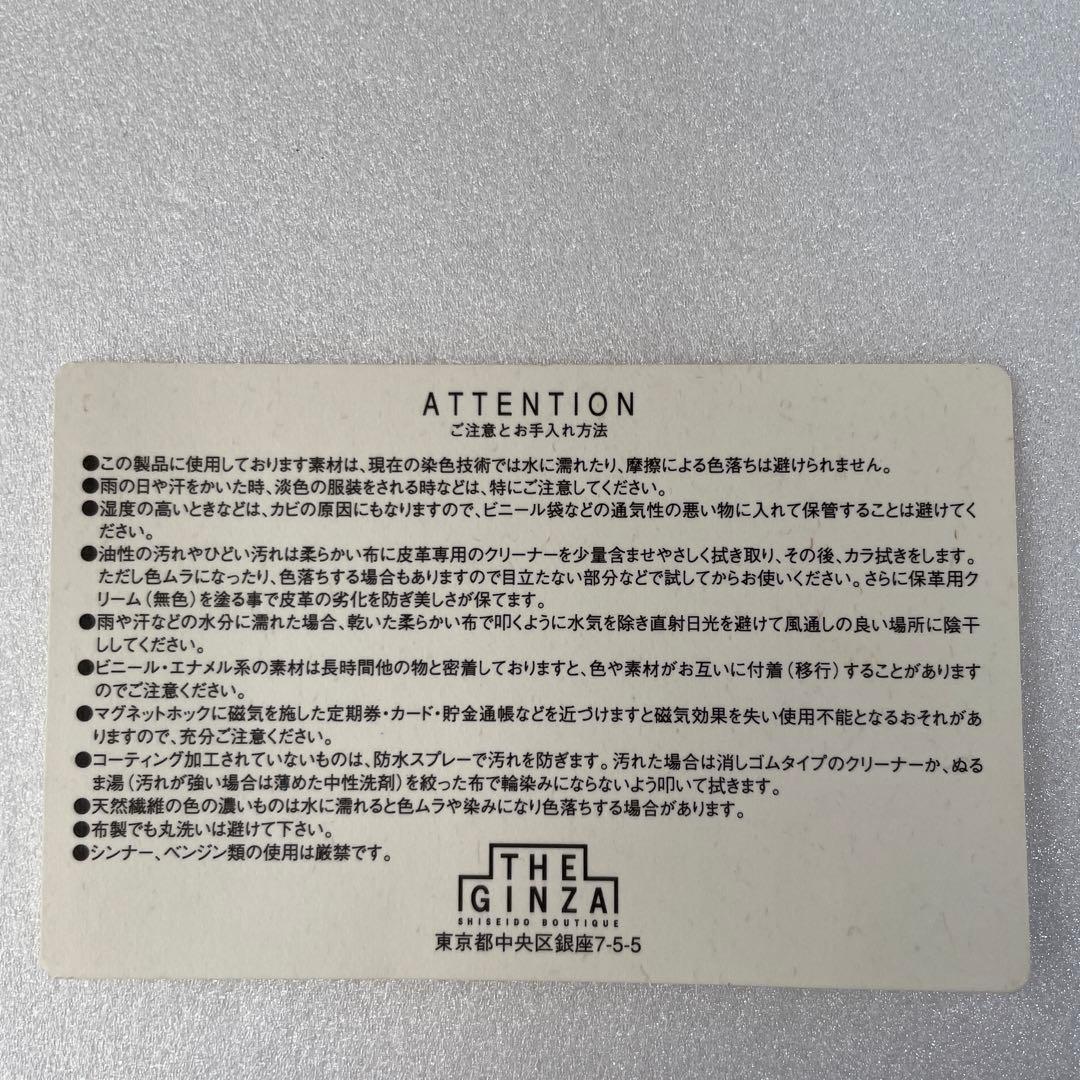 ATTENTION
ご注意とお手入れ方法
●この製品に使用しております素材は、現在の染色技術では水に濡れたり、摩擦による色落ちは避けられません。
●雨の日や汗をかいた時、淡色の服装をされる時などは、特にご注意してください。
●湿度の高いときなどは、カビの原因にもなりますので、ビニール袋などの通気性の悪い物に入れて保管することは避けてく
ださい。
●油性の汚れやひどい汚れは柔らかい布に皮革専用のクリーナーを少量含ませやさしく拭き取り、その後、カラ拭きをします。
ただし色ムラになったり、色落ちする場合もありますので目立たない部分などで試してからお使いください。さらに保革用ク
リーム(無色)を塗る事で皮革の劣化を防ぎ美しさが保てます。
●雨や汗などの水分に濡れた場合、乾いた柔らかい布で叩くように水気を除き直射日光を避けて風通しの良い場所に陰干
ししてください。
●ビニール・エナメル系の素材は長時間他の物と密着しておりますと、色や素材がお互いに付着(移行)することがあります
のでご注意ください。
●マグネットホックに磁気を施した定期券・カード・貯金通帳などを近づけますと磁気効果を失い使用不能となるおそれがあ
りますので、充分ご注意ください。
●コーティング加工されていないものは、防水スプレーで汚れを防ぎます。汚れた場合は消しゴムタイプのクリーナーか、ぬる
ま湯(汚れが強い場合は薄めた中性洗剤)を絞った布で輪染みにならないよう叩いて拭きます。
●天然繊維の色の濃いものは水に濡れると色ムラや染みになり色落ちする場合があります。
●布製でも丸洗いは避けて下さい。
●シンナー、ベンジン類の使用は厳禁です。
THE
GINZA
SHISEIDO BOUTIQUE
東京都中央区銀座7-5-5